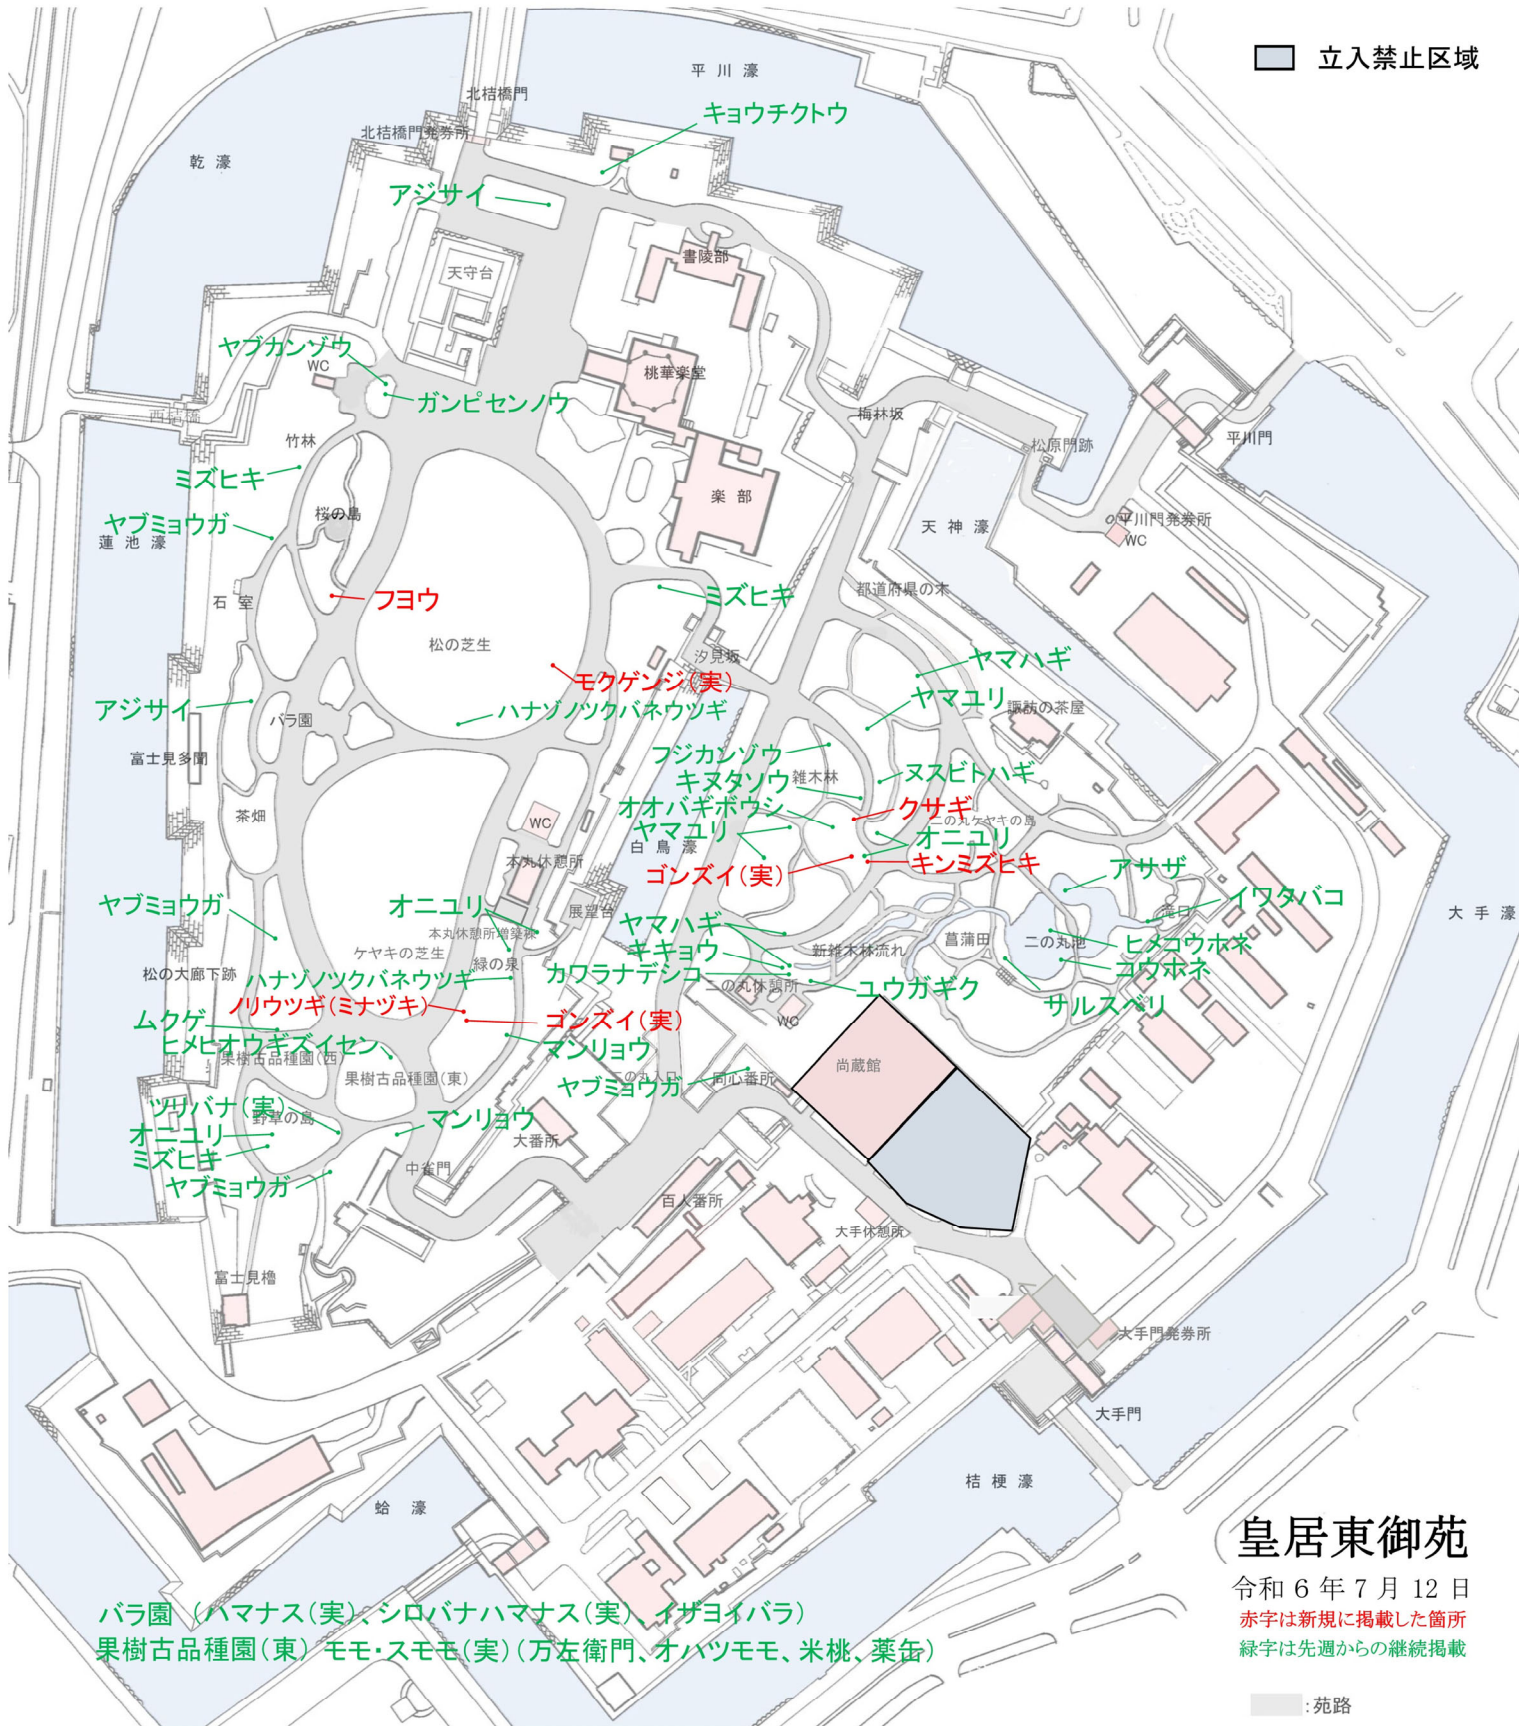 立入禁止区域
平川濠
北桔橋門
キョウチクトウ
北桔橋門発券所
乾濠
アジサイ
書陵部
天守台
ヤブカンゾウ
WC
桃華楽堂
ガンピセンノウ
西桔橋
梅林坂
平川門
竹林
松原門跡
ミズヒキ
楽部
桜の島
平川門発券所
WC
ヤブミョウガ
天神濠
蓮池濠
都道府県の木
フヨウ
ミズヒキ
石室
松の芝生
汐見坂
ヤマハギ
モクゲンジ(実)
ヤマユリ
アジサイ
ハナゾノツクバネウツギ
諏訪の茶屋
バラ園
フジカンゾウ
富士見多聞
ヌスビトハギ
雑木林
キヌタソウ
オオバギボウシ
クサギ
茶畑
WC
二の丸ケヤキの島
ヤマユリ
オニユリ
白鳥濠
本丸休憩所
キンミズヒキ
ゴンズイ(実)
アサザ
イワタバコ
ヤブミョウガ
オニユリ
展望台
滝口
大手濠
ヤマハギ
本丸休憩所増築棟
菖蒲田
二の丸池
ヒメコウホネ
ケヤキの芝生
キキョウ
新雑木林流れ
緑の泉
コウホネ
松の大廊下跡
カワラナデシコ
ハナゾノツクバネウツギ
二の丸休憩所
ユウガギク
サルスベリ
ノリウツギ(ミナヅキ)
ゴンズイ(実)
WC
ムクゲ
ヒメヒオウギズイセン
マンリョウ
果樹古品種園(西)
尚蔵館
果樹古品種園(東)
二の丸入口
同心番所
ヤブミョウガ
ツリバナ(実)
野草の島
マンリョウ
オニユリ
大番所
ミズヒキ
中雀門
ヤブミョウガ
百人番所
大手休憩所
富士見櫓
大手門発券所
大手門
桔梗濠
蛤濠
皇居東御苑
令和6年7月12日
赤字は新規に掲載した箇所
緑字は先週からの継続掲載
バラ園 (ハマナス(実)、シロバナハマナス(実)、イザヨイバラ)
果樹古品種園(東) モモ・スモモ(実)(万左衛門、オハツモモ、米桃、薬缶)
:苑路